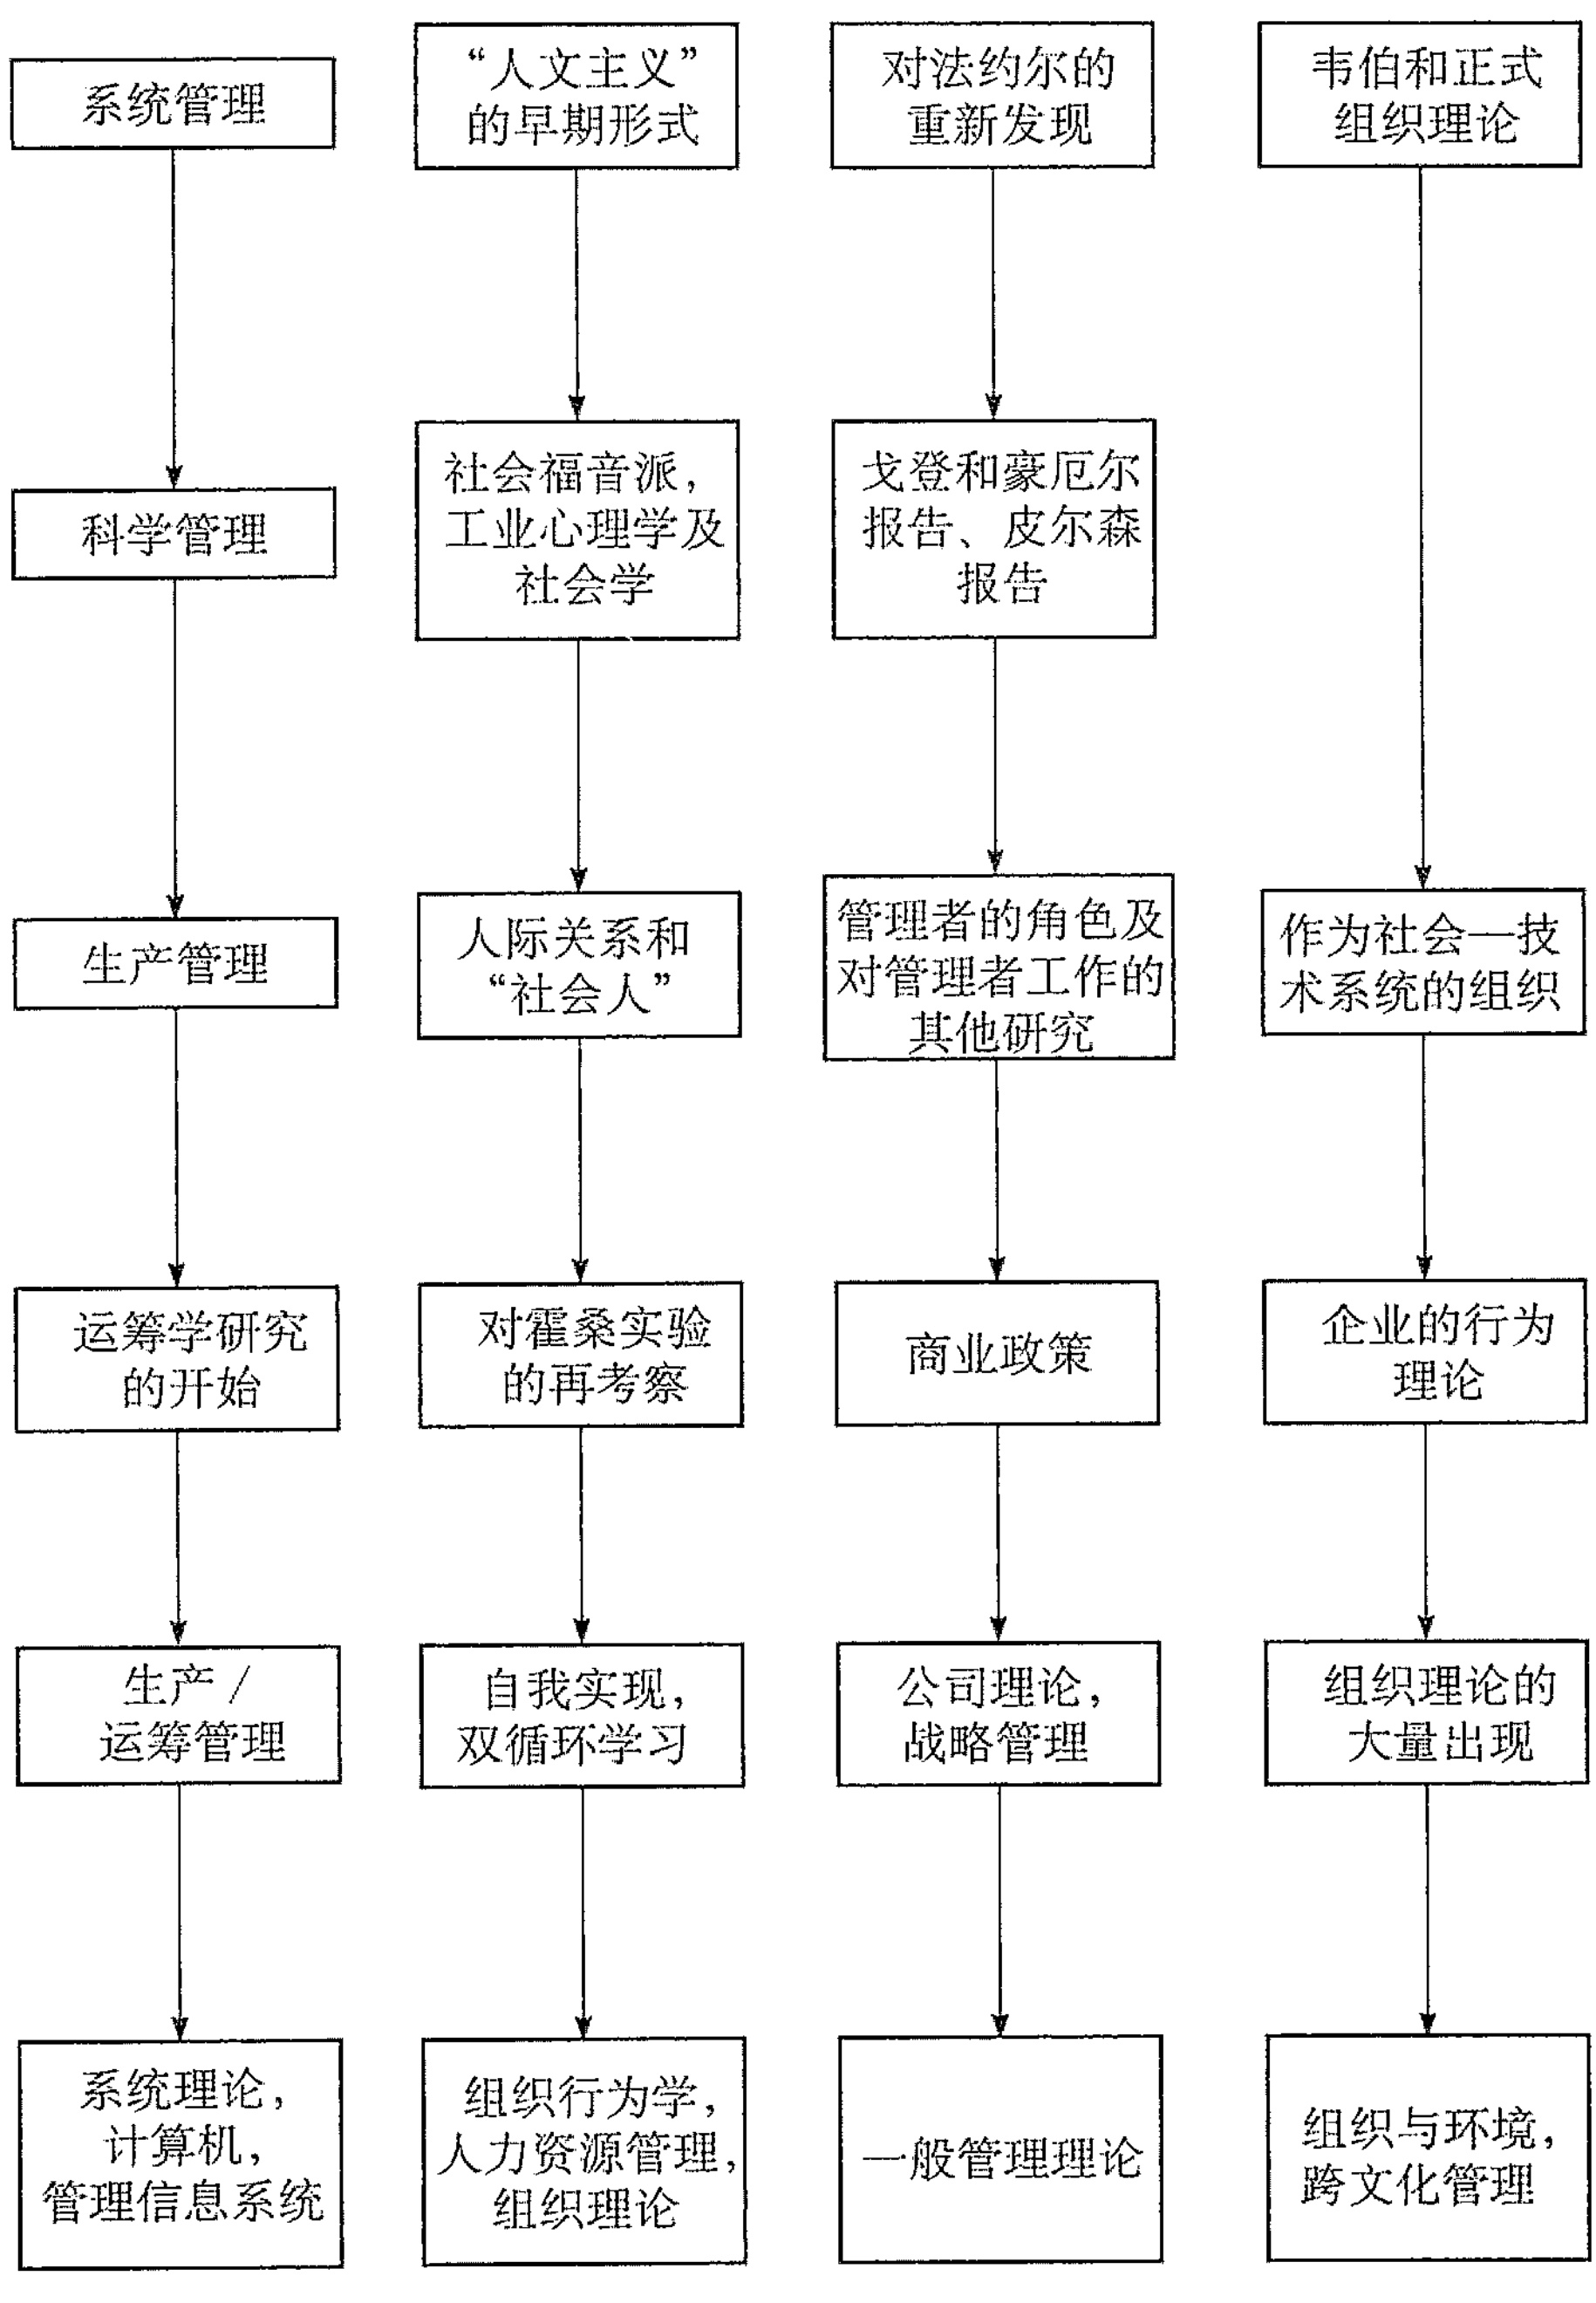 系统管理
科学管理
生产管理
运筹学研究
的开始
生产/
运筹管理
系统理论，
计算机，
管理信息系统
“人文主义”
的早期形式
社会福音派，
工业心理学及
社会学
人际关系和
“社会人”
对霍桑实验
的再考察
自我实现，
双循环学习
组织行为学，
人力资源管理，
组织理论
对法约尔的
重新发现
戈登和豪厄尔
报告、皮尔森
报告
管理者的角色及
对管理者工作的
其他研究
商业政策
公司理论，
战略管理
一般管理理论
韦伯和正式
组织理论
作为社会—技
术系统的组织
企业的行为
理论
组织理论的
大量出现
组织与环境，
跨文化管理